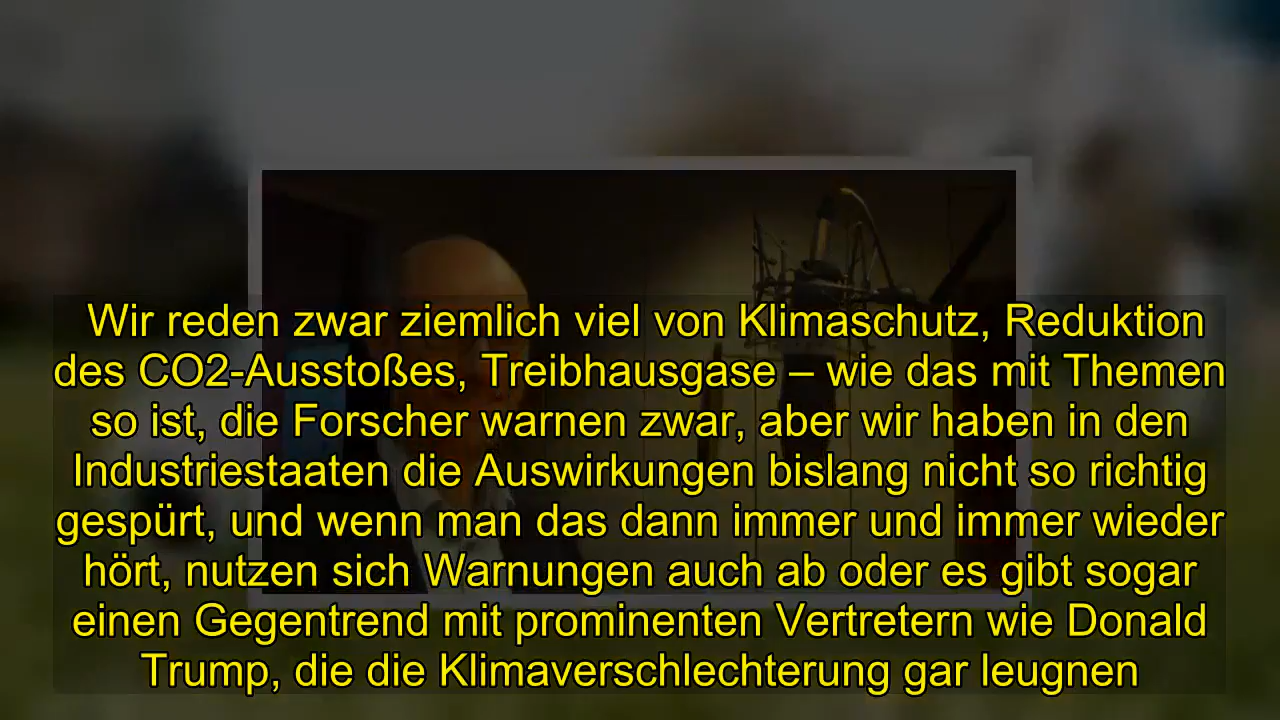 Wir reden zwar ziemlich viel von Klimaschutz, Reduktion
des CO2-Ausstoßes, Treibhausgase – wie das mit Themen
so ist, die Forscher warnen zwar, aber wir haben in den
Industriestaaten die Auswirkungen bislang nicht so richtig
gespürt, und wenn man das dann immer und immer wieder
hört, nutzen sich Warnungen auch ab oder es gibt sogar
einen Gegentrend mit prominenten Vertretern wie Donald
Trump, die die Klimaverschlechterung gar leugnen